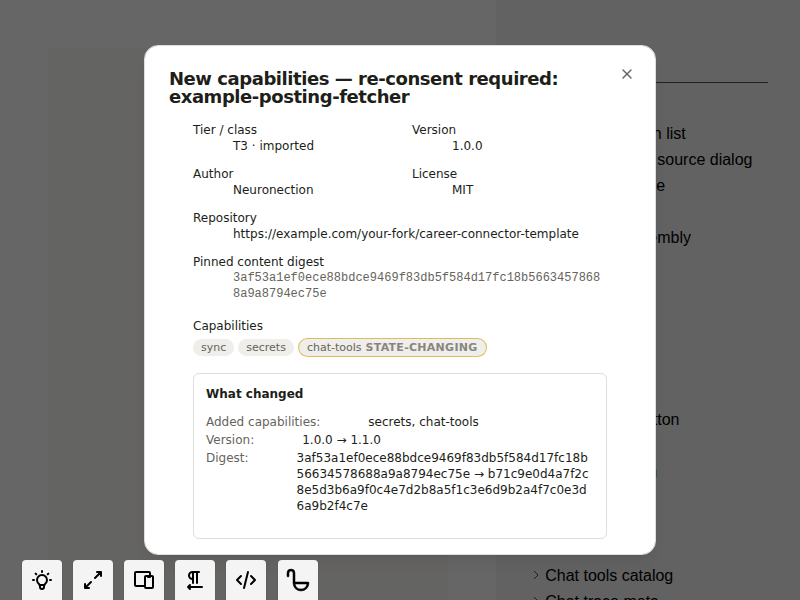 New capabilities — re-consent required:
example-posting-fetcher
Tier / class
T3 · imported
Version
1.0.0
Author
Neuronection
License
MIT
Repository
https://example.com/your-fork/career-connector-template
Pinned content digest
3af53a1ef0ece88bdce9469f83db5f584d17fc18b5663457868
8a9a8794ec75e
Capabilities
sync
secrets
chat-tools STATE-CHANGING
What changed
Added capabilities: secrets, chat-tools
Version: 1.0.0 → 1.1.0
Digest: 3af53a1ef0ece88bdce9469f83db5f584d17fc18b
56634578688a9a8794ec75e → b71c9e0d4a7f2c
8e5d3b6a9f0c4e7d2b8a5f1c3e6d9b2a4f7c0e3d
6a9b2f4c7e
list
source dialog
Chat tools catalog